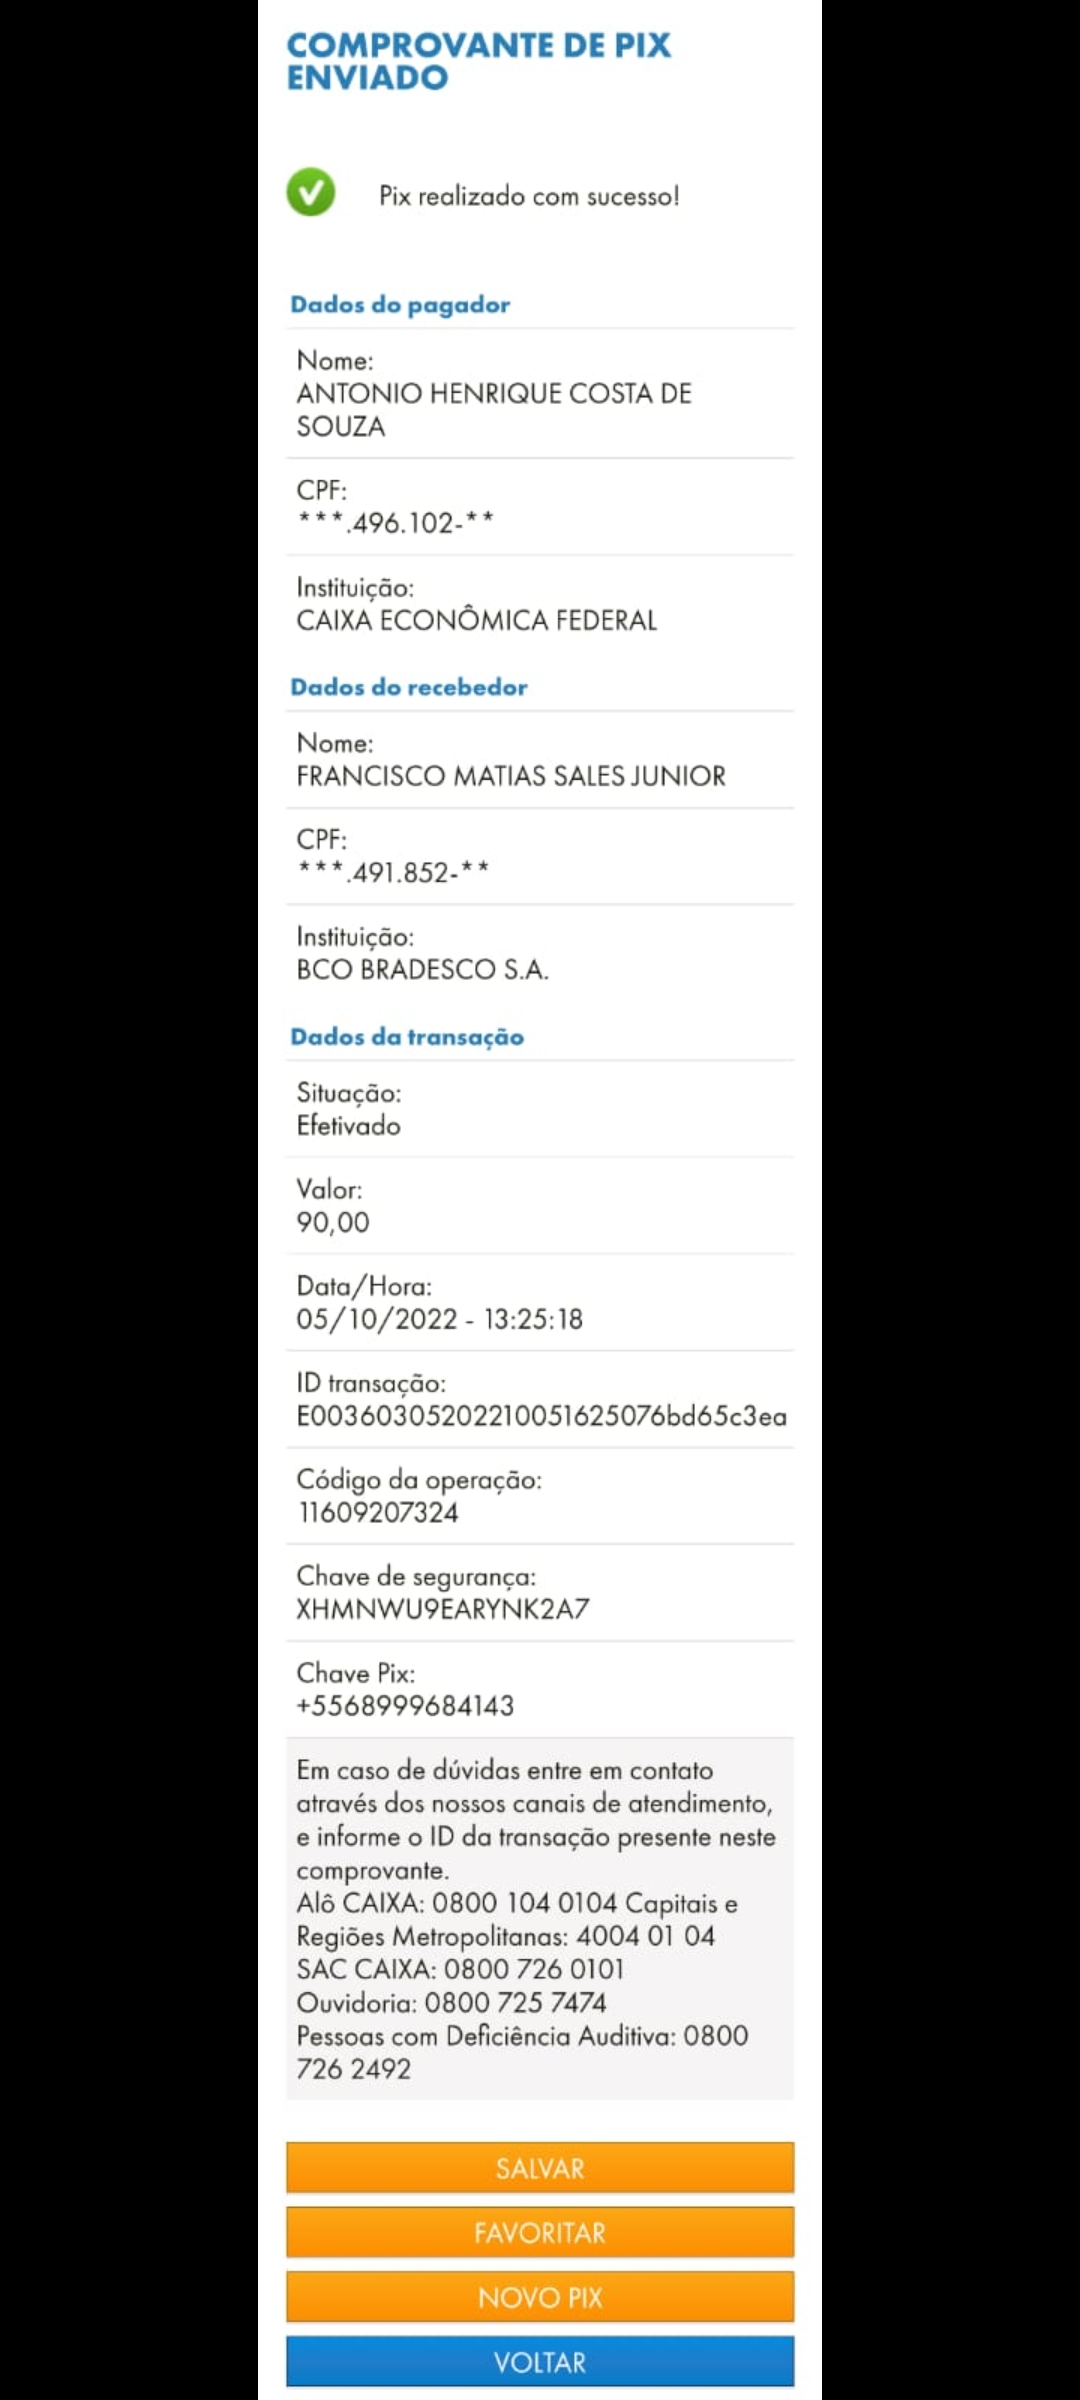 COMPROVANTE DE PIX
ENVIADO
Pix realizado com sucesso!
Dados do pagador
Nome:
ANTONIO HENRIQUE COSTA DE
SOUZA
CPF:
***.496.102-**
Instituição:
CAIXA ECONÔMICA FEDERAL
Dados do recebedor
Nome:
FRANCISCO MATIAS SALES JUNIOR
CPF:
***.491.852-**
Instituição:
BCO BRADESCO S.A.
Dados da transação
Situação:
Efetivado
Valor:
90,00
Data/Hora:
05/10/2022 - 13:25:18
ID transação:
E00360305202210051625076bd65c3ea
Código da operação:
11609207324
Chave de segurança:
XHMNWU9EARYNK2A7
Chave Pix:
+5568999684143
Em caso de dúvidas entre em contato
através dos nossos canais de atendimento,
e informe o ID da transação presente neste
comprovante.
Alô CAIXA: 0800 104 0104 Capitais e
Regiões Metropolitanas: 4004 01 04
SAC CAIXA: 0800 726 0101
Ouvidoria: 0800 725 7474
Pessoas com Deficiência Auditiva: 0800
726 2492
SALVAR
FAVORITAR
NOVO PIX
VOLTAR